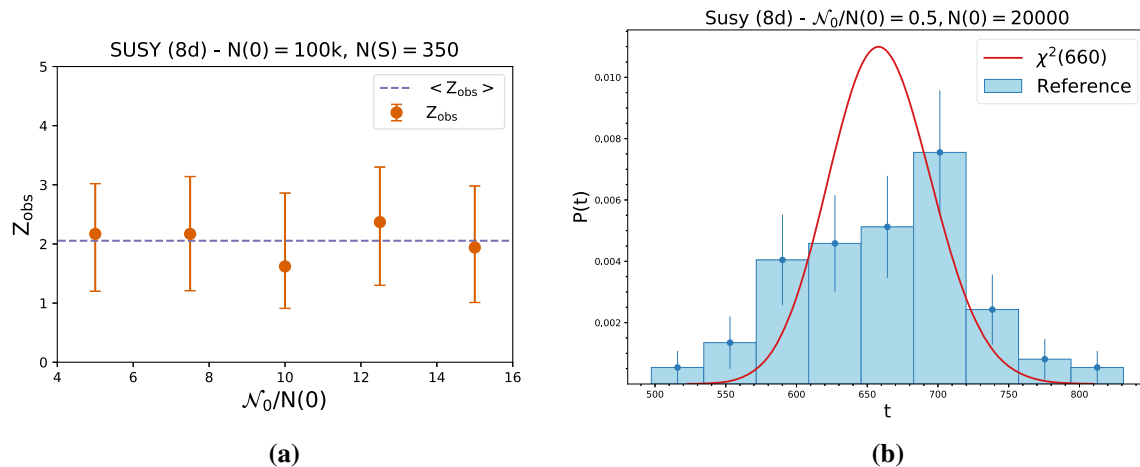 SUSY (8d) - N(0) = 100k, N(S) = 350
5
4
3
2
1
0
Z_obs
4 6 8 10 12 14 16
𝒩₀/N(0)
< Z_obs >
Z_obs
(a)
Susy (8d) - 𝒩₀/N(0) = 0.5, N(0) = 20000
0.010
0.008
0.006
0.004
0.002
P(t)
500 550 600 650 700 750 800
t
χ²(660)
Reference
(b)